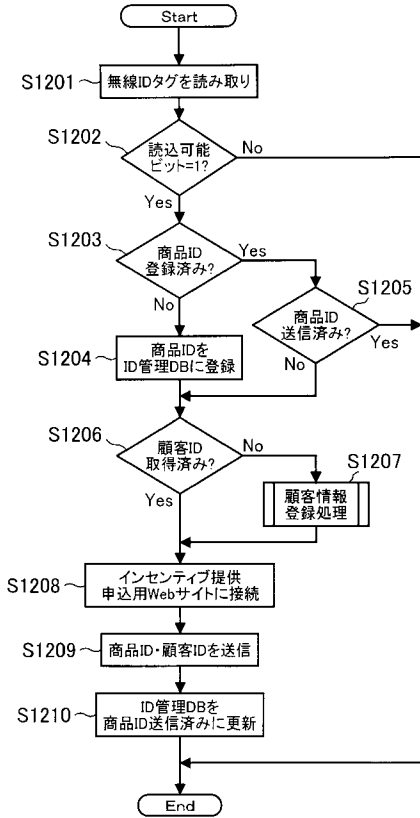 Start
S1201
無線IDタグを読み取り
S1202
読込可能
ビット=1?
No
Yes
S1203
商品ID
登録済み?
Yes
No
S1205
商品ID
送信済み?
Yes
No
S1204
商品IDを
ID管理DBに登録
S1206
顧客ID
取得済み?
No
Yes
S1207
顧客情報
登録処理
S1208
インセンティブ提供
申込用Webサイトに接続
S1209
商品ID・顧客IDを送信
S1210
ID管理DBを
商品ID送信済みに更新
End